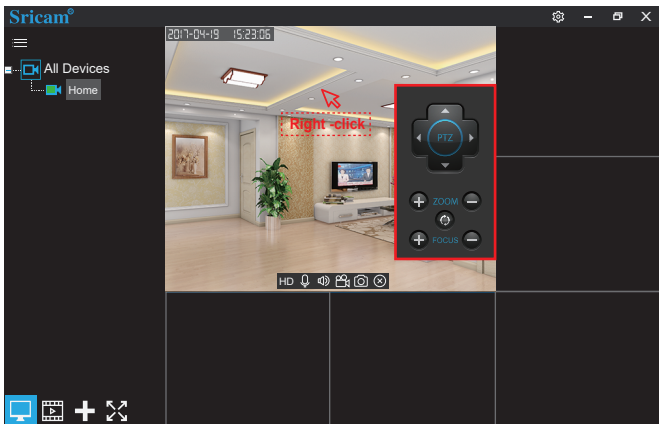 Sricam®
2017-04-19 15:23:06
All Devices
Home
Right -click
PTZ
ZOOM
FOCUS
HD